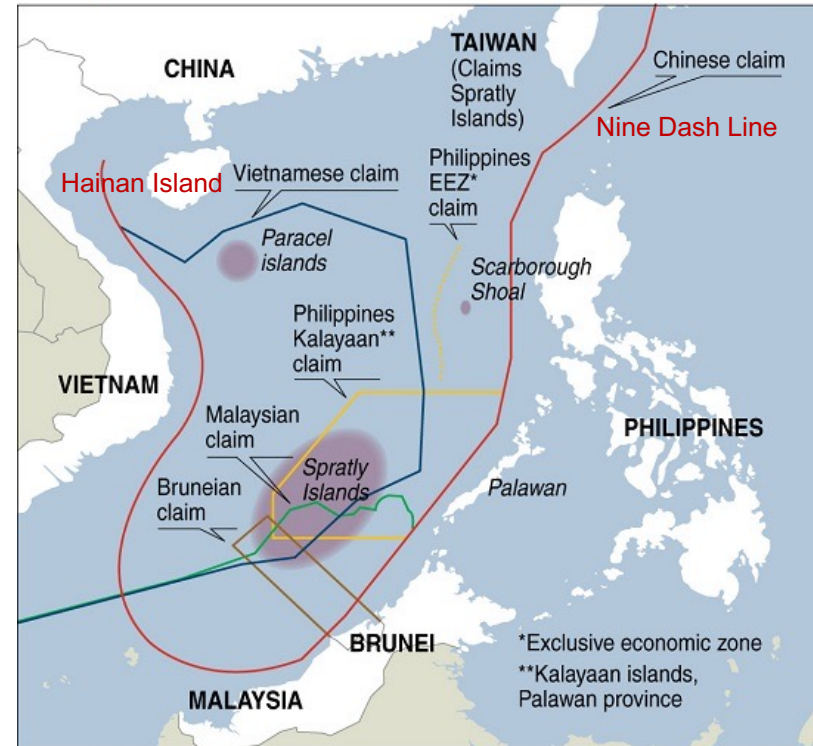 TAIWAN
(Claims
Spratly
Islands)
CHINA
Chinese claim
Nine Dash Line
Philippines
EEZ*
claim
Hainan Island
Vietnamese claim
Paracel
islands
Scarborough
Shoal
Philippines
Kalayaan**
claim
VIETNAM
Malaysian
claim
PHILIPPINES
Spratly
Islands
Bruneian
claim
Palawan
BRUNEI
*Exclusive economic zone
**Kalayaan islands,
Palawan province
MALAYSIA